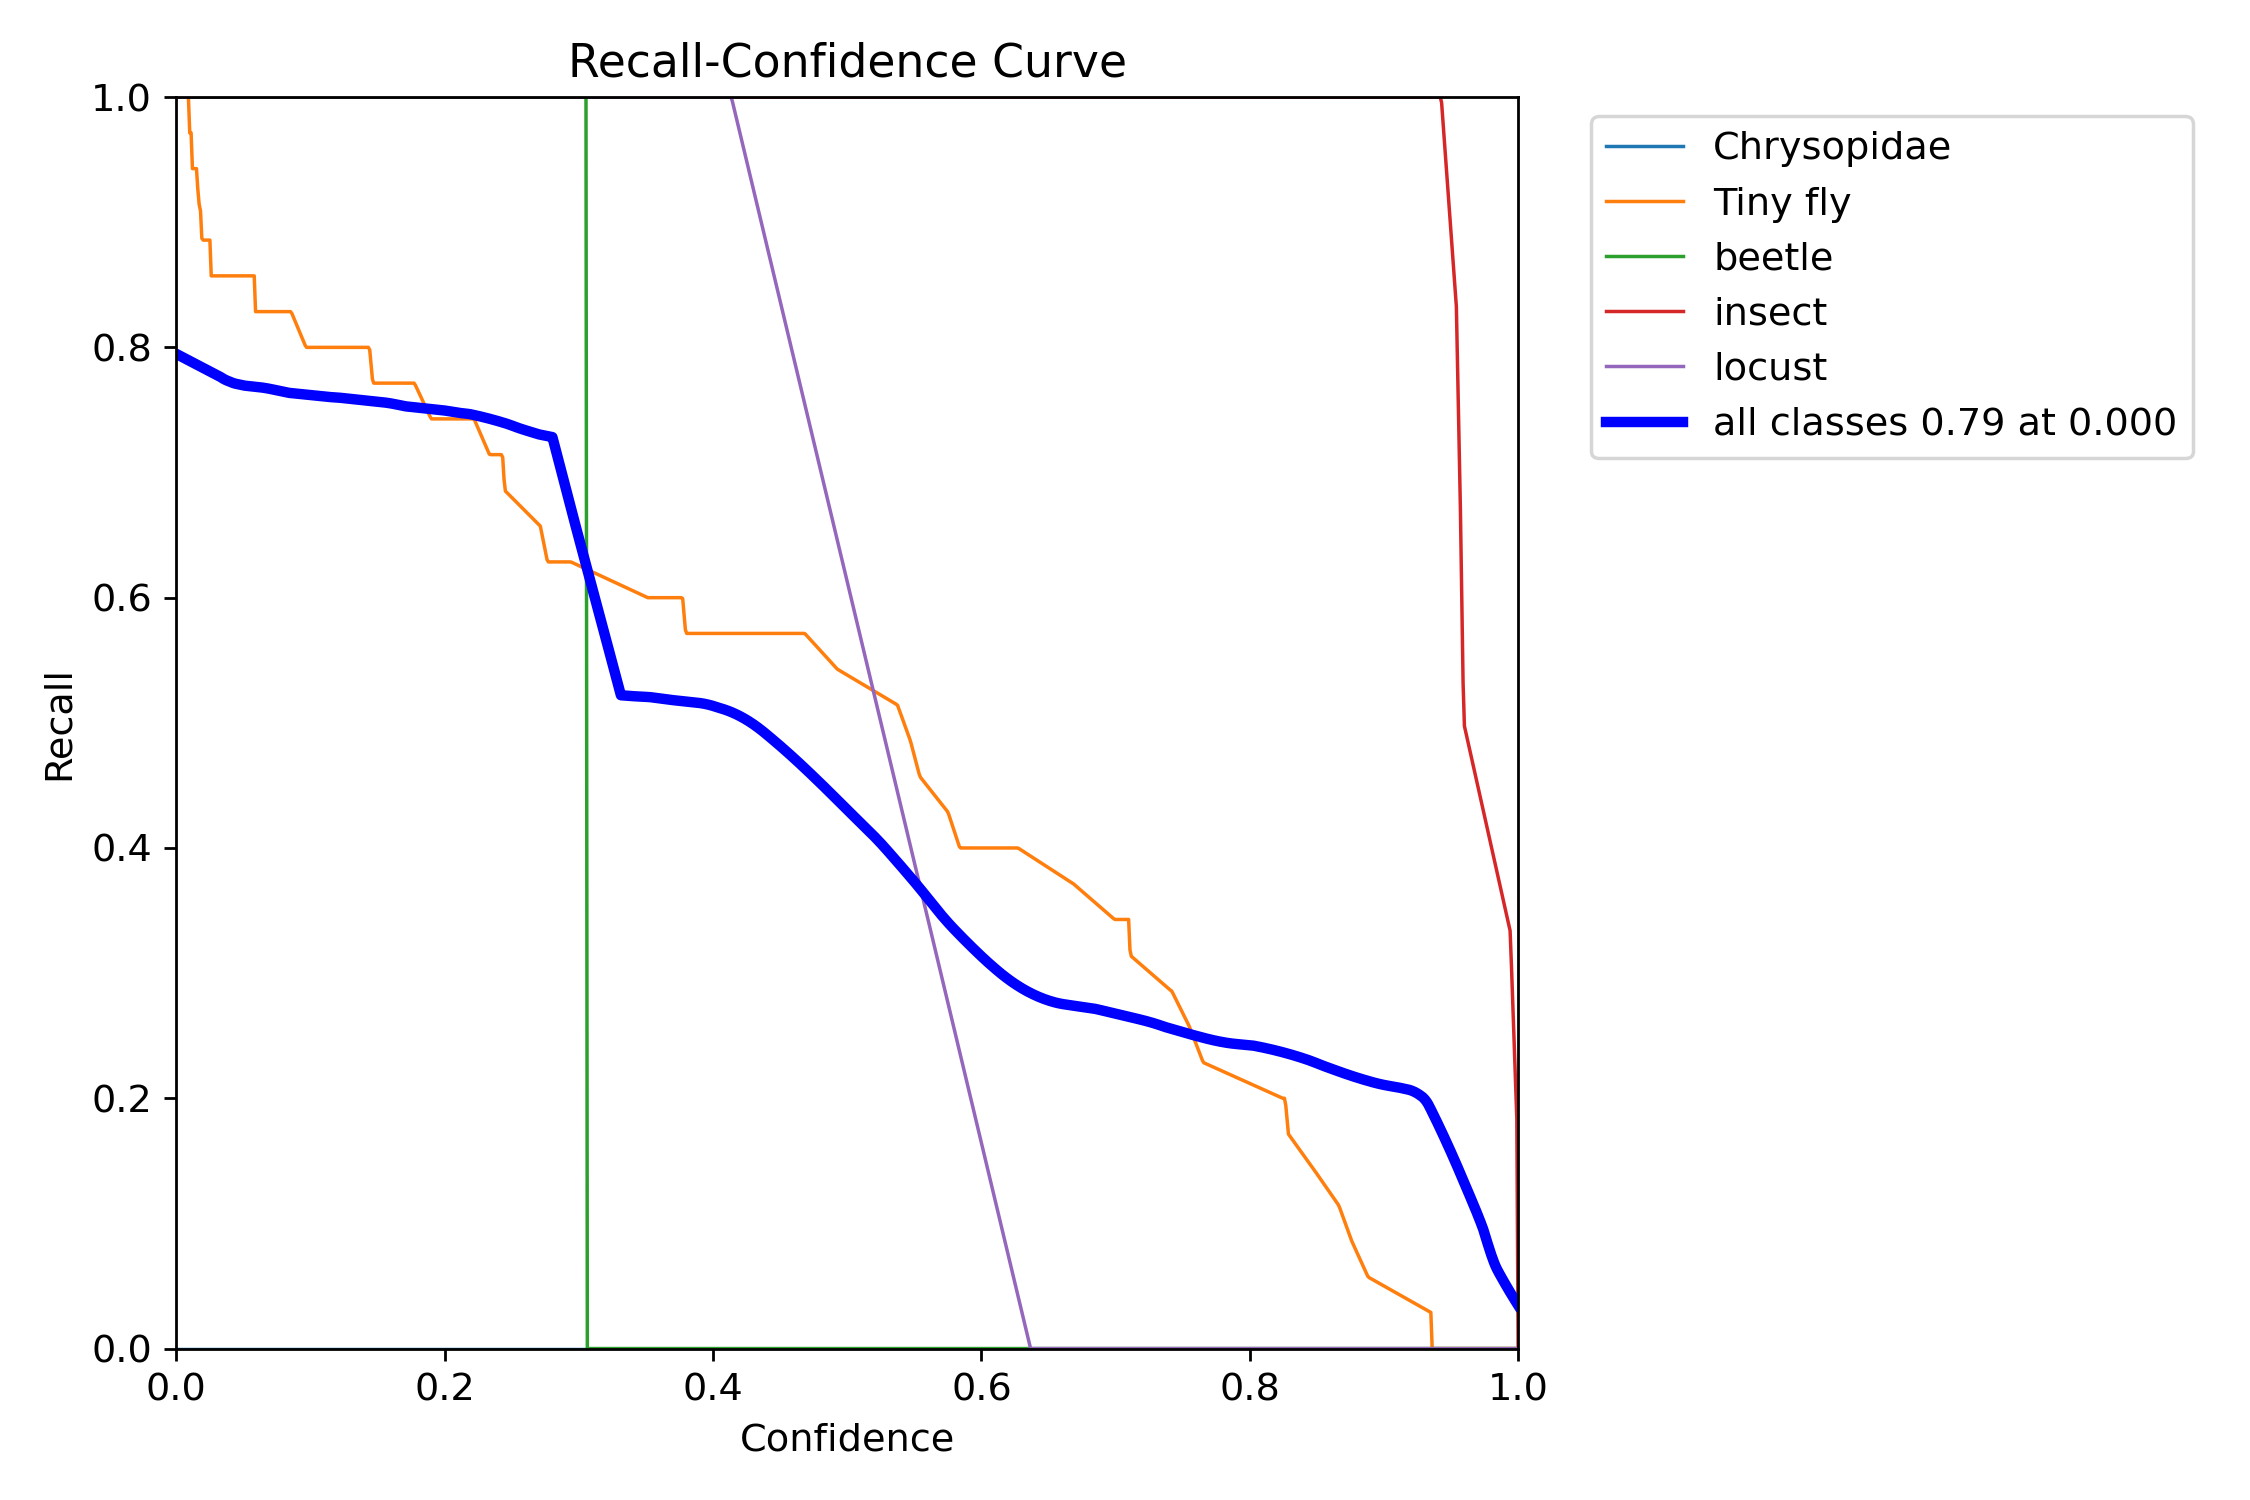 Recall-Confidence Curve
1.0
0.8
0.6
0.4
0.2
0.0
Recall
0.0 0.2 0.4 0.6 0.8 1.0
Confidence
Chrysopidae
Tiny fly
beetle
insect
locust
all classes 0.79 at 0.000